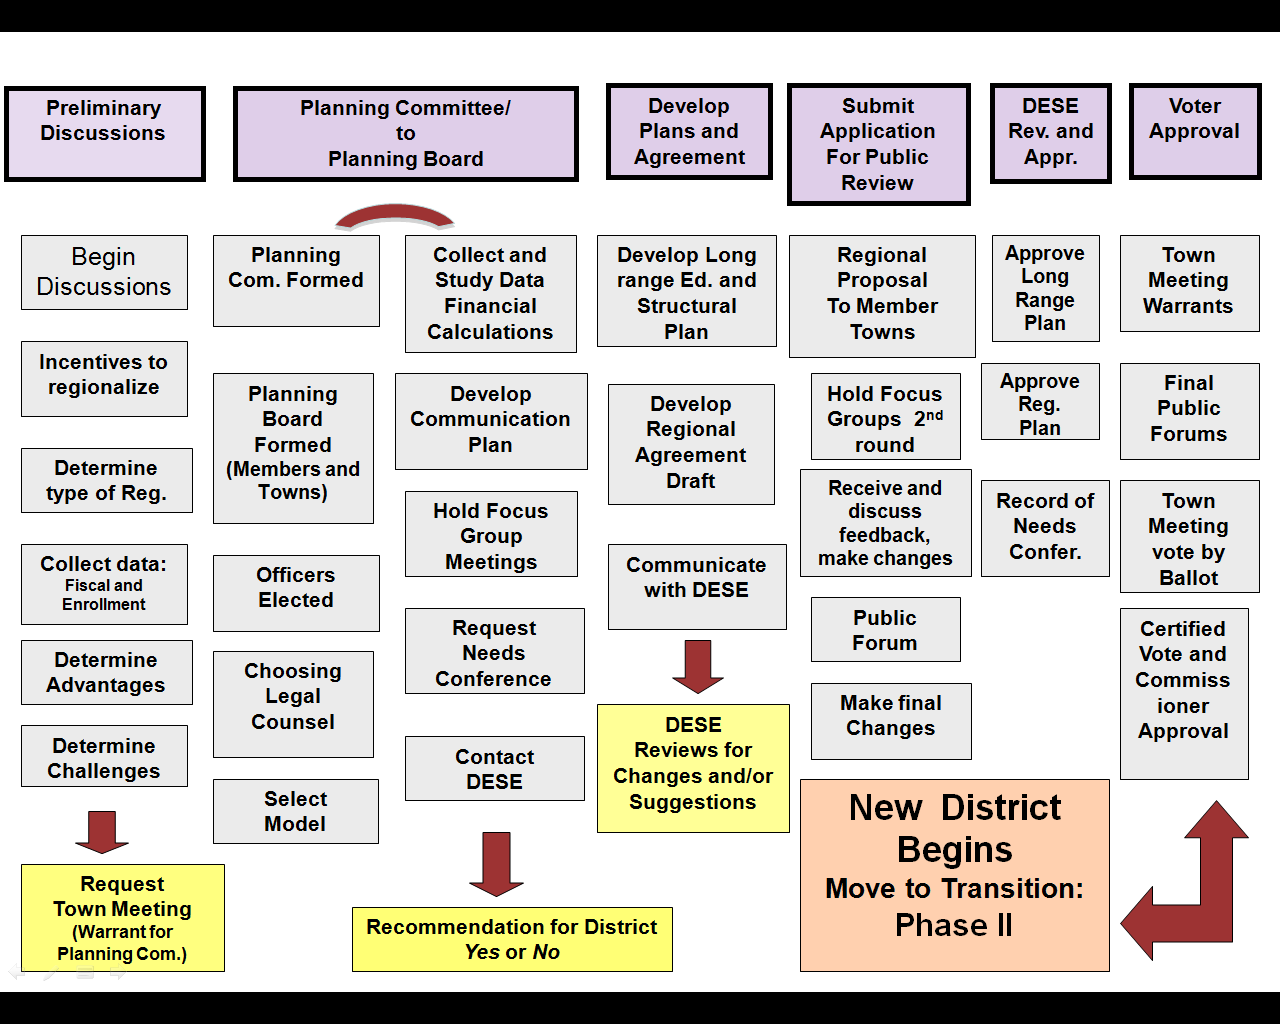 Preliminary
Discussions
Planning Committee/
to
Planning Board
Develop
Plans and
Agreement
Submit
Application
For Public
Review
DESE
Rev. and
Appr.
Voter
Approval
Begin
Discussions
Incentives to
regionalize
Determine
type of Reg.
Collect data:
Fiscal and
Enrollment
Determine
Advantages
Determine
Challenges
Request
Town Meeting
(Warrant for
Planning Com.)
Planning
Com. Formed
Planning
Board
Formed
(Members and
Towns)
Officers
Elected
Choosing
Legal
Counsel
Select
Model
Collect and
Study Data
Financial
Calculations
Develop
Communication
Plan
Hold Focus
Group
Meetings
Request
Needs
Conference
Contact
DESE
Recommendation for District
Yes or No
Develop Long
range Ed. and
Structural
Plan
Develop
Regional
Agreement
Draft
Communicate
with DESE
DESE
Reviews for
Changes and/or
Suggestions
Regional
Proposal
To Member
Towns
Hold Focus
Groups 2nd
round
Receive and
discuss
feedback,
make changes
Public
Forum
Make final
Changes
Approve
Long
Range
Plan
Approve
Reg.
Plan
Record of
Needs
Confer.
Town
Meeting
Warrants
Final
Public
Forums
Town
Meeting
vote by
Ballot
Certified
Vote and
Commiss
ioner
Approval
New District
Begins
Move to Transition:
Phase II